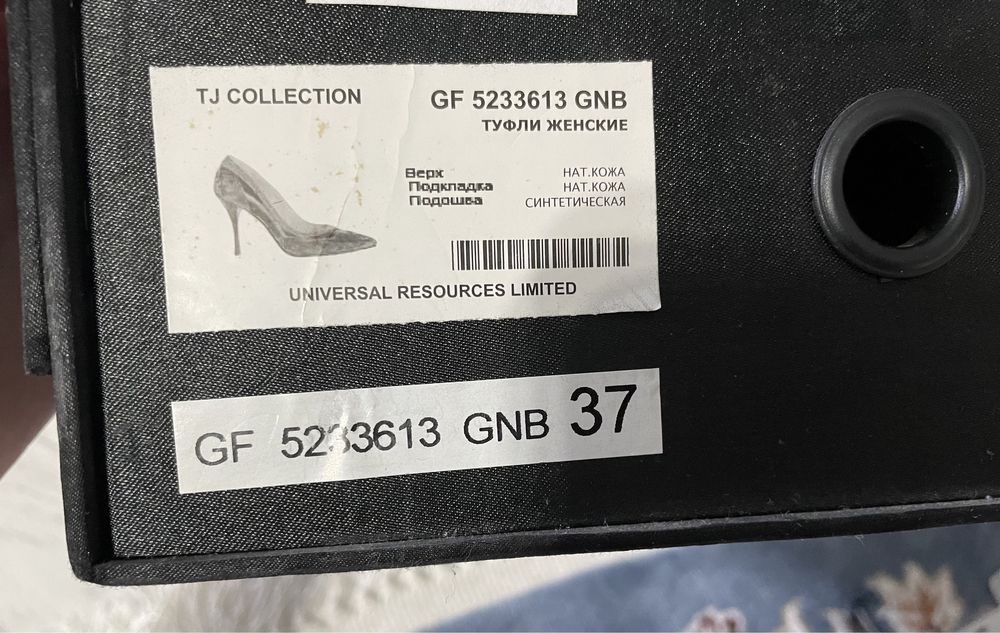 TJ COLLECTION
GF 5233613 GNB
ТУФЛИ ЖЕНСКИЕ
Верх НАТ.КОЖА
Подкладка НАТ.КОЖА
Подошва СИНТЕТИЧЕСКАЯ
UNIVERSAL RESOURCES LIMITED
GF 5233613 GNB 37